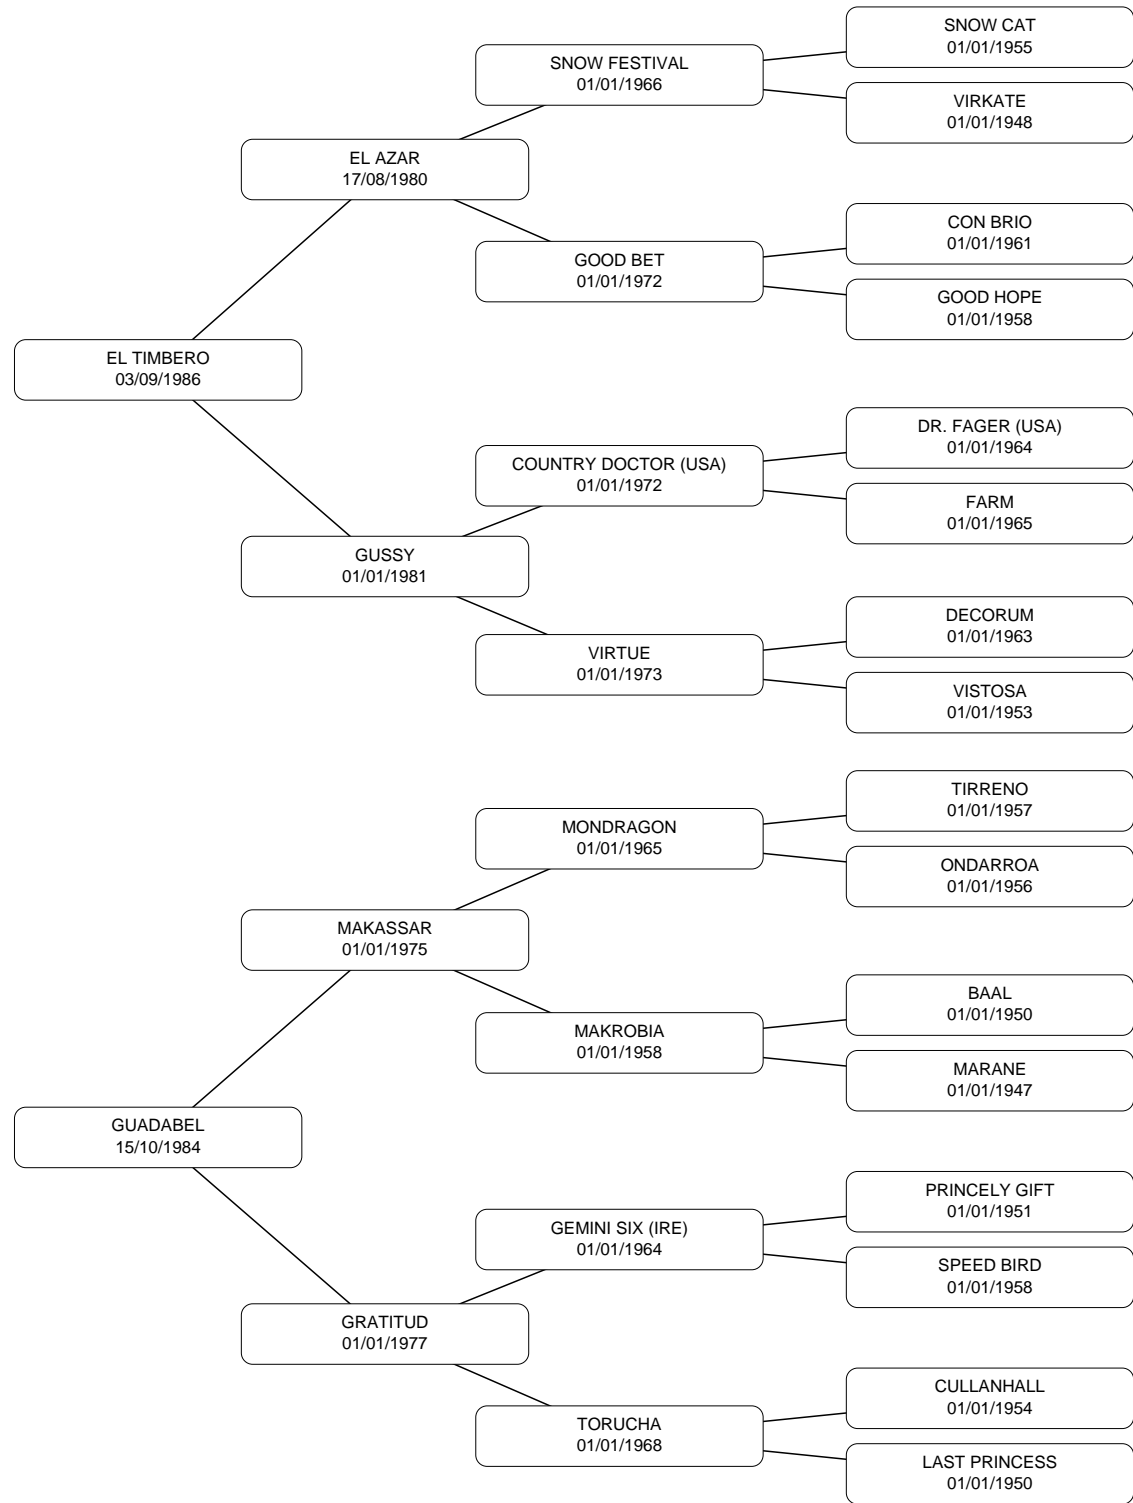 SNOW CAT
01/01/1955
SNOW FESTIVAL
01/01/1966
VIRKATE
01/01/1948
EL AZAR
17/08/1980
CON BRIO
01/01/1961
GOOD BET
01/01/1972
GOOD HOPE
01/01/1958
EL TIMBERO
03/09/1986
DR. FAGER (USA)
01/01/1964
COUNTRY DOCTOR (USA)
01/01/1972
FARM
01/01/1965
GUSSY
01/01/1981
DECORUM
01/01/1963
VIRTUE
01/01/1973
VISTOSA
01/01/1953
TIRRENO
01/01/1957
MONDRAGON
01/01/1965
ONDARROA
01/01/1956
MAKASSAR
01/01/1975
BAAL
01/01/1950
MAKROBIA
01/01/1958
MARANE
01/01/1947
GUADABEL
15/10/1984
PRINCELY GIFT
01/01/1951
GEMINI SIX (IRE)
01/01/1964
SPEED BIRD
01/01/1958
GRATITUD
01/01/1977
CULLANHALL
01/01/1954
TORUCHA
01/01/1968
LAST PRINCESS
01/01/1950